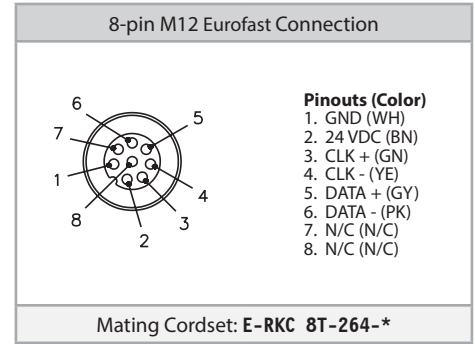 8-pin M12 Eurofast Connection
6
5
7
1
4
8
3
2
Pinouts (Color)
1. GND (WH)
2. 24 VDC (BN)
3. CLK + (GN)
4. CLK - (YE)
5. DATA + (GY)
6. DATA - (PK)
7. N/C (N/C)
8. N/C (N/C)
Mating Cordset: E-RKC 8T-264-*